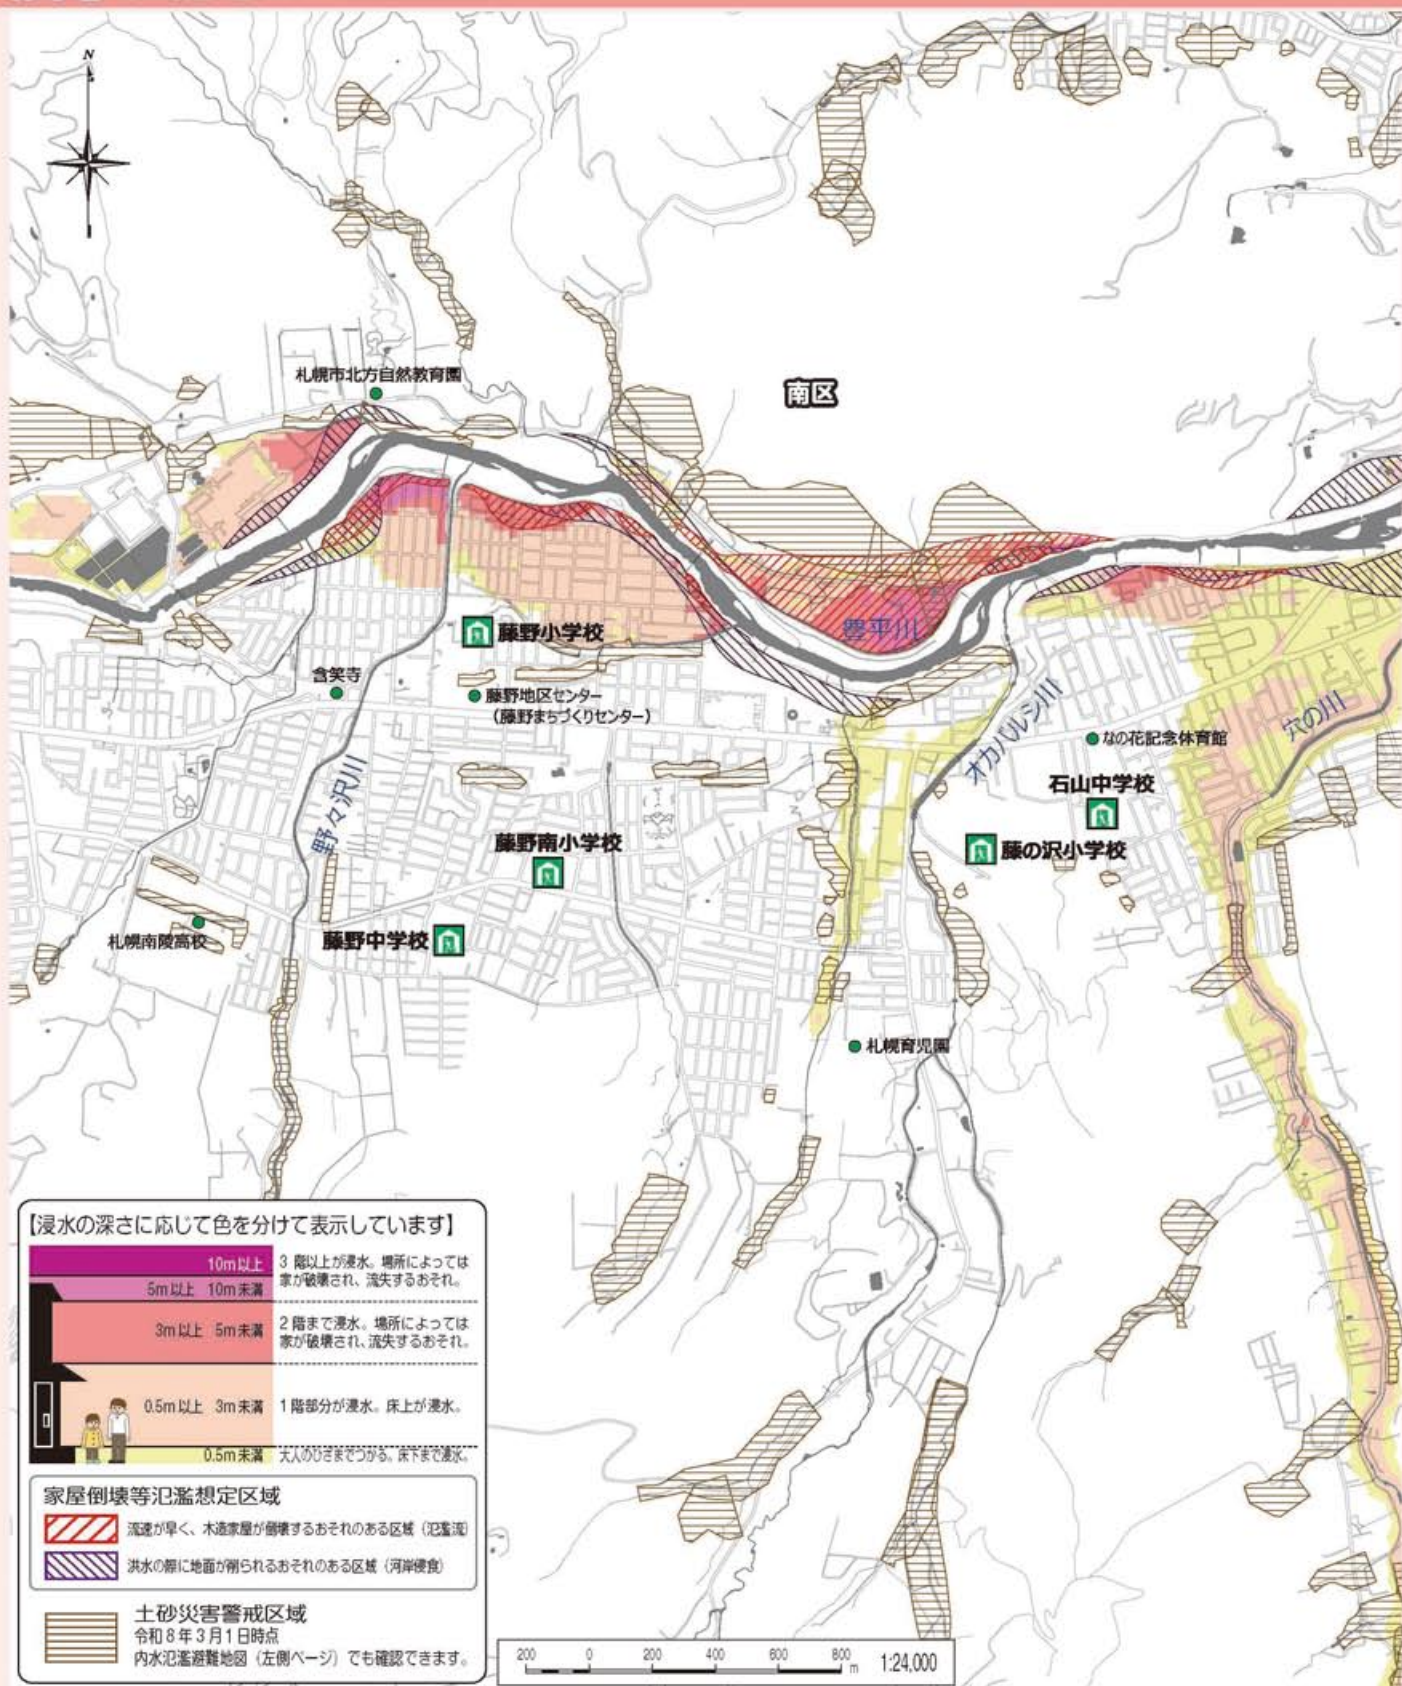 N
札幌市北方自然教育園
南区
豊平川
藤野小学校
含笑寺
藤野地区センター
(藤野まちづくりセンター)
オカバルシ川
穴の川
なの花記念体育館
石山中学校
野々沢川
藤野南小学校
藤の沢小学校
札幌南陵高校
藤野中学校
札幌育児園
【浸水の深さに応じて色を分けて表示しています】
10m以上
3階以上が浸水。場所によっては
家が破壊され、流失するおそれ。
5m以上 10m未満
3m以上 5m未満
2階まで浸水。場所によっては
家が破壊され、流失するおそれ。
0.5m以上 3m未満
1階部分が浸水。床上が浸水。
0.5m未満
大人のひざまでつかる。床下まで浸水。
家屋倒壊等氾濫想定区域
流速が早く、木造家屋が倒壊するおそれのある区域(氾濫流)
洪水の際に地面が削られるおそれのある区域(河岸侵食)
土砂災害警戒区域
令和8年3月1日時点
内水氾濫避難地図(左側ページ)でも確認できます。
200 0 200 400 600 800 m 1:24,000